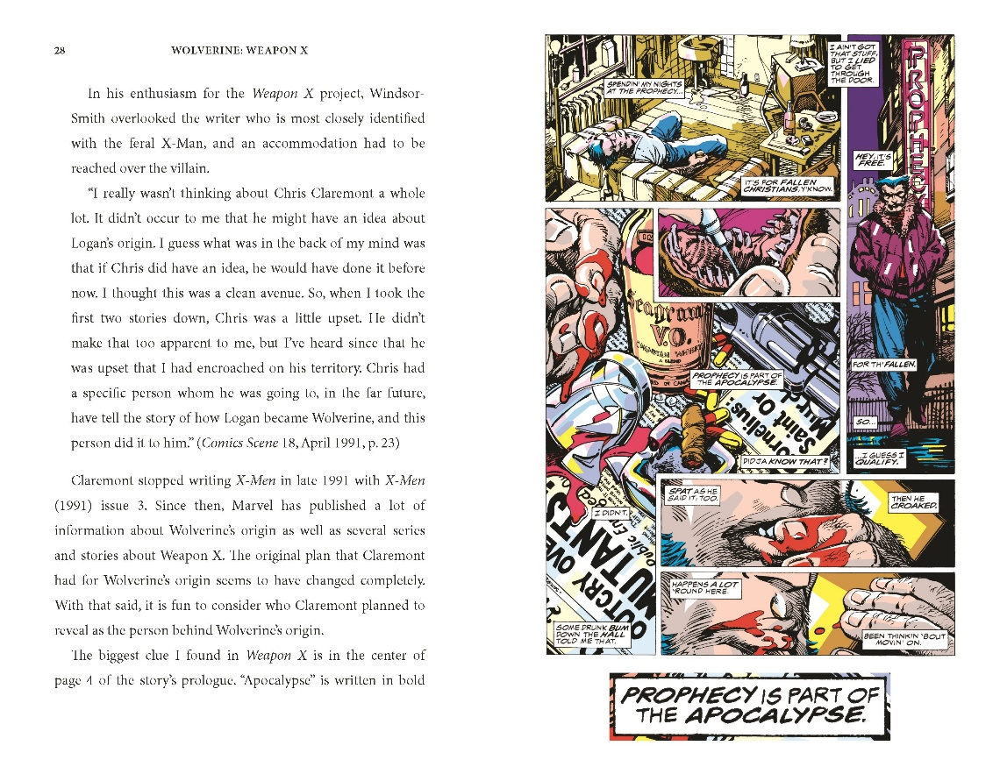 28
WOLVERINE: WEAPON X
In his enthusiasm for the Weapon X project, Windsor-
Smith overlooked the writer who is most closely identified
with the feral X-Man, and an accommodation had to be
reached over the villain.
“I really wasn’t thinking about Chris Claremont a whole
lot. It didn’t occur to me that he might have an idea about
Logan’s origin. I guess what was in the back of my mind was
that if Chris did have an idea, he would have done it before
now. I thought this was a clean avenue. So, when I took the
first two stories down, Chris was a little upset. He didn’t
make that too apparent to me, but I’ve heard since that he
was upset that I had encroached on his territory. Chris had
a specific person whom he was going to, in the far future,
have tell the story of how Logan became Wolverine, and this
person did it to him.” (Comics Scene 18, April 1991, p. 23)
Claremont stopped writing X-Men in late 1991 with X-Men
(1991) issue 3. Since then, Marvel has published a lot of
information about Wolverine’s origin as well as several series
and stories about Weapon X. The original plan that Claremont
had for Wolverine’s origin seems to have changed completely.
With that said, it is fun to consider who Claremont planned to
reveal as the person behind Wolverine’s origin.
The biggest clue I found in Weapon X is in the center of
page 4 of the story’s prologue. “Apocalypse” is written in bold
SPENDIN' MY NIGHTS
AT THE PROPHECY...
IT'S FOR FALLEN
CHRISTIANS, Y'KNOW.
I AIN'T GOT
THAT STUFF,
BUT I LIED
TO GET
THROUGH
THE DOOR.
PROPHECY
HEY, IT'S
FREE.
FOR TH' FALLEN.
SO...
...I GUESS I
QUALIFY.
Seagram's
V.O.
CANADIAN WHISKY
A BLEND
PROPHECY IS PART OF
THE APOCALYPSE.
ornelius:
Saint Or
Murd
DIDJA KNOW THAT?
I DIDN'T.
OUTCRY OVE
MUTANTS
Public En
SOME DRUNK BUM
DOWN THE HALL
TOLD ME THAT.
SPAT AS HE
SAID IT, TOO.
THEN HE
CROAKED.
HAPPENS A LOT
'ROUND HERE.
BEEN THINKIN' 'BOUT
MOVIN' ON.
PROPHECY IS PART OF
THE APOCALYPSE.